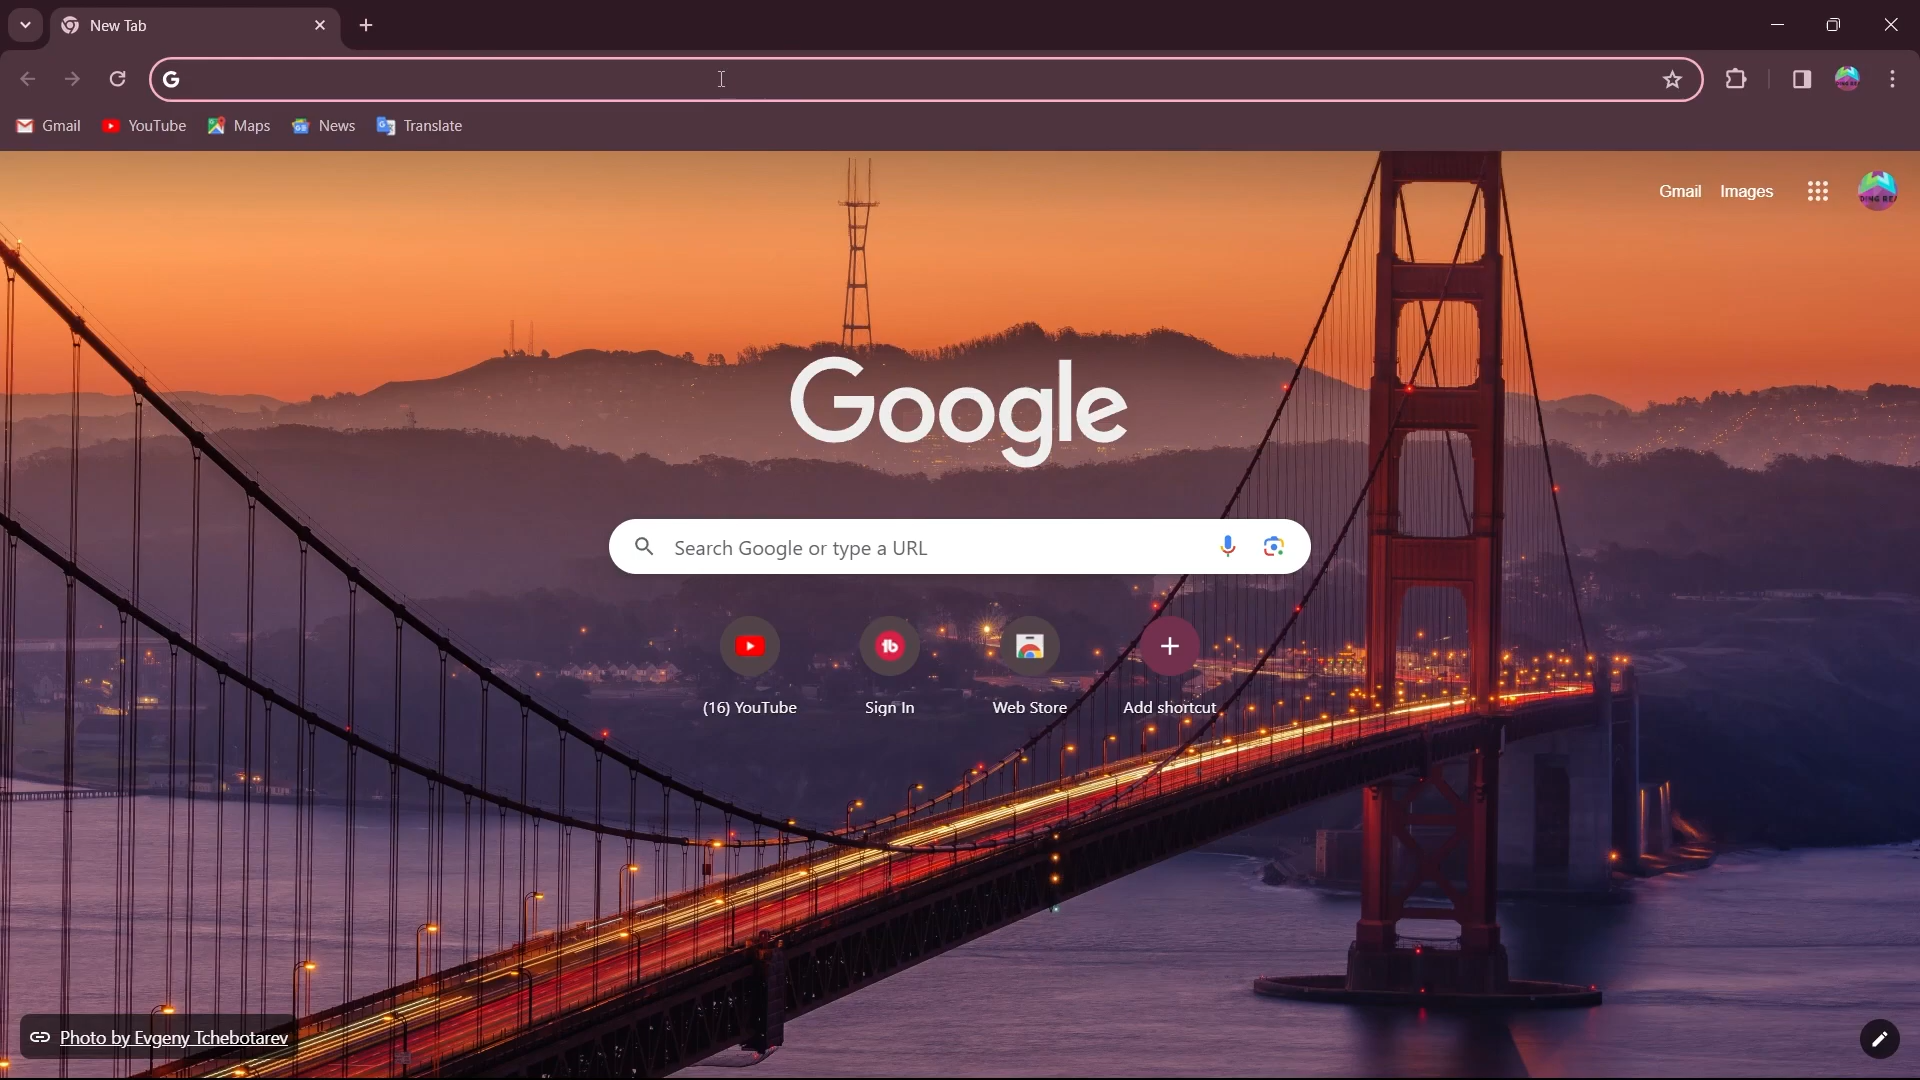 New Tab
Gmail YouTube Maps News Translate
Gmail Images
Google
Search Google or type a URL
(16) YouTube Sign In Web Store Add shortcut
Photo by Evgeny Tchebotarev